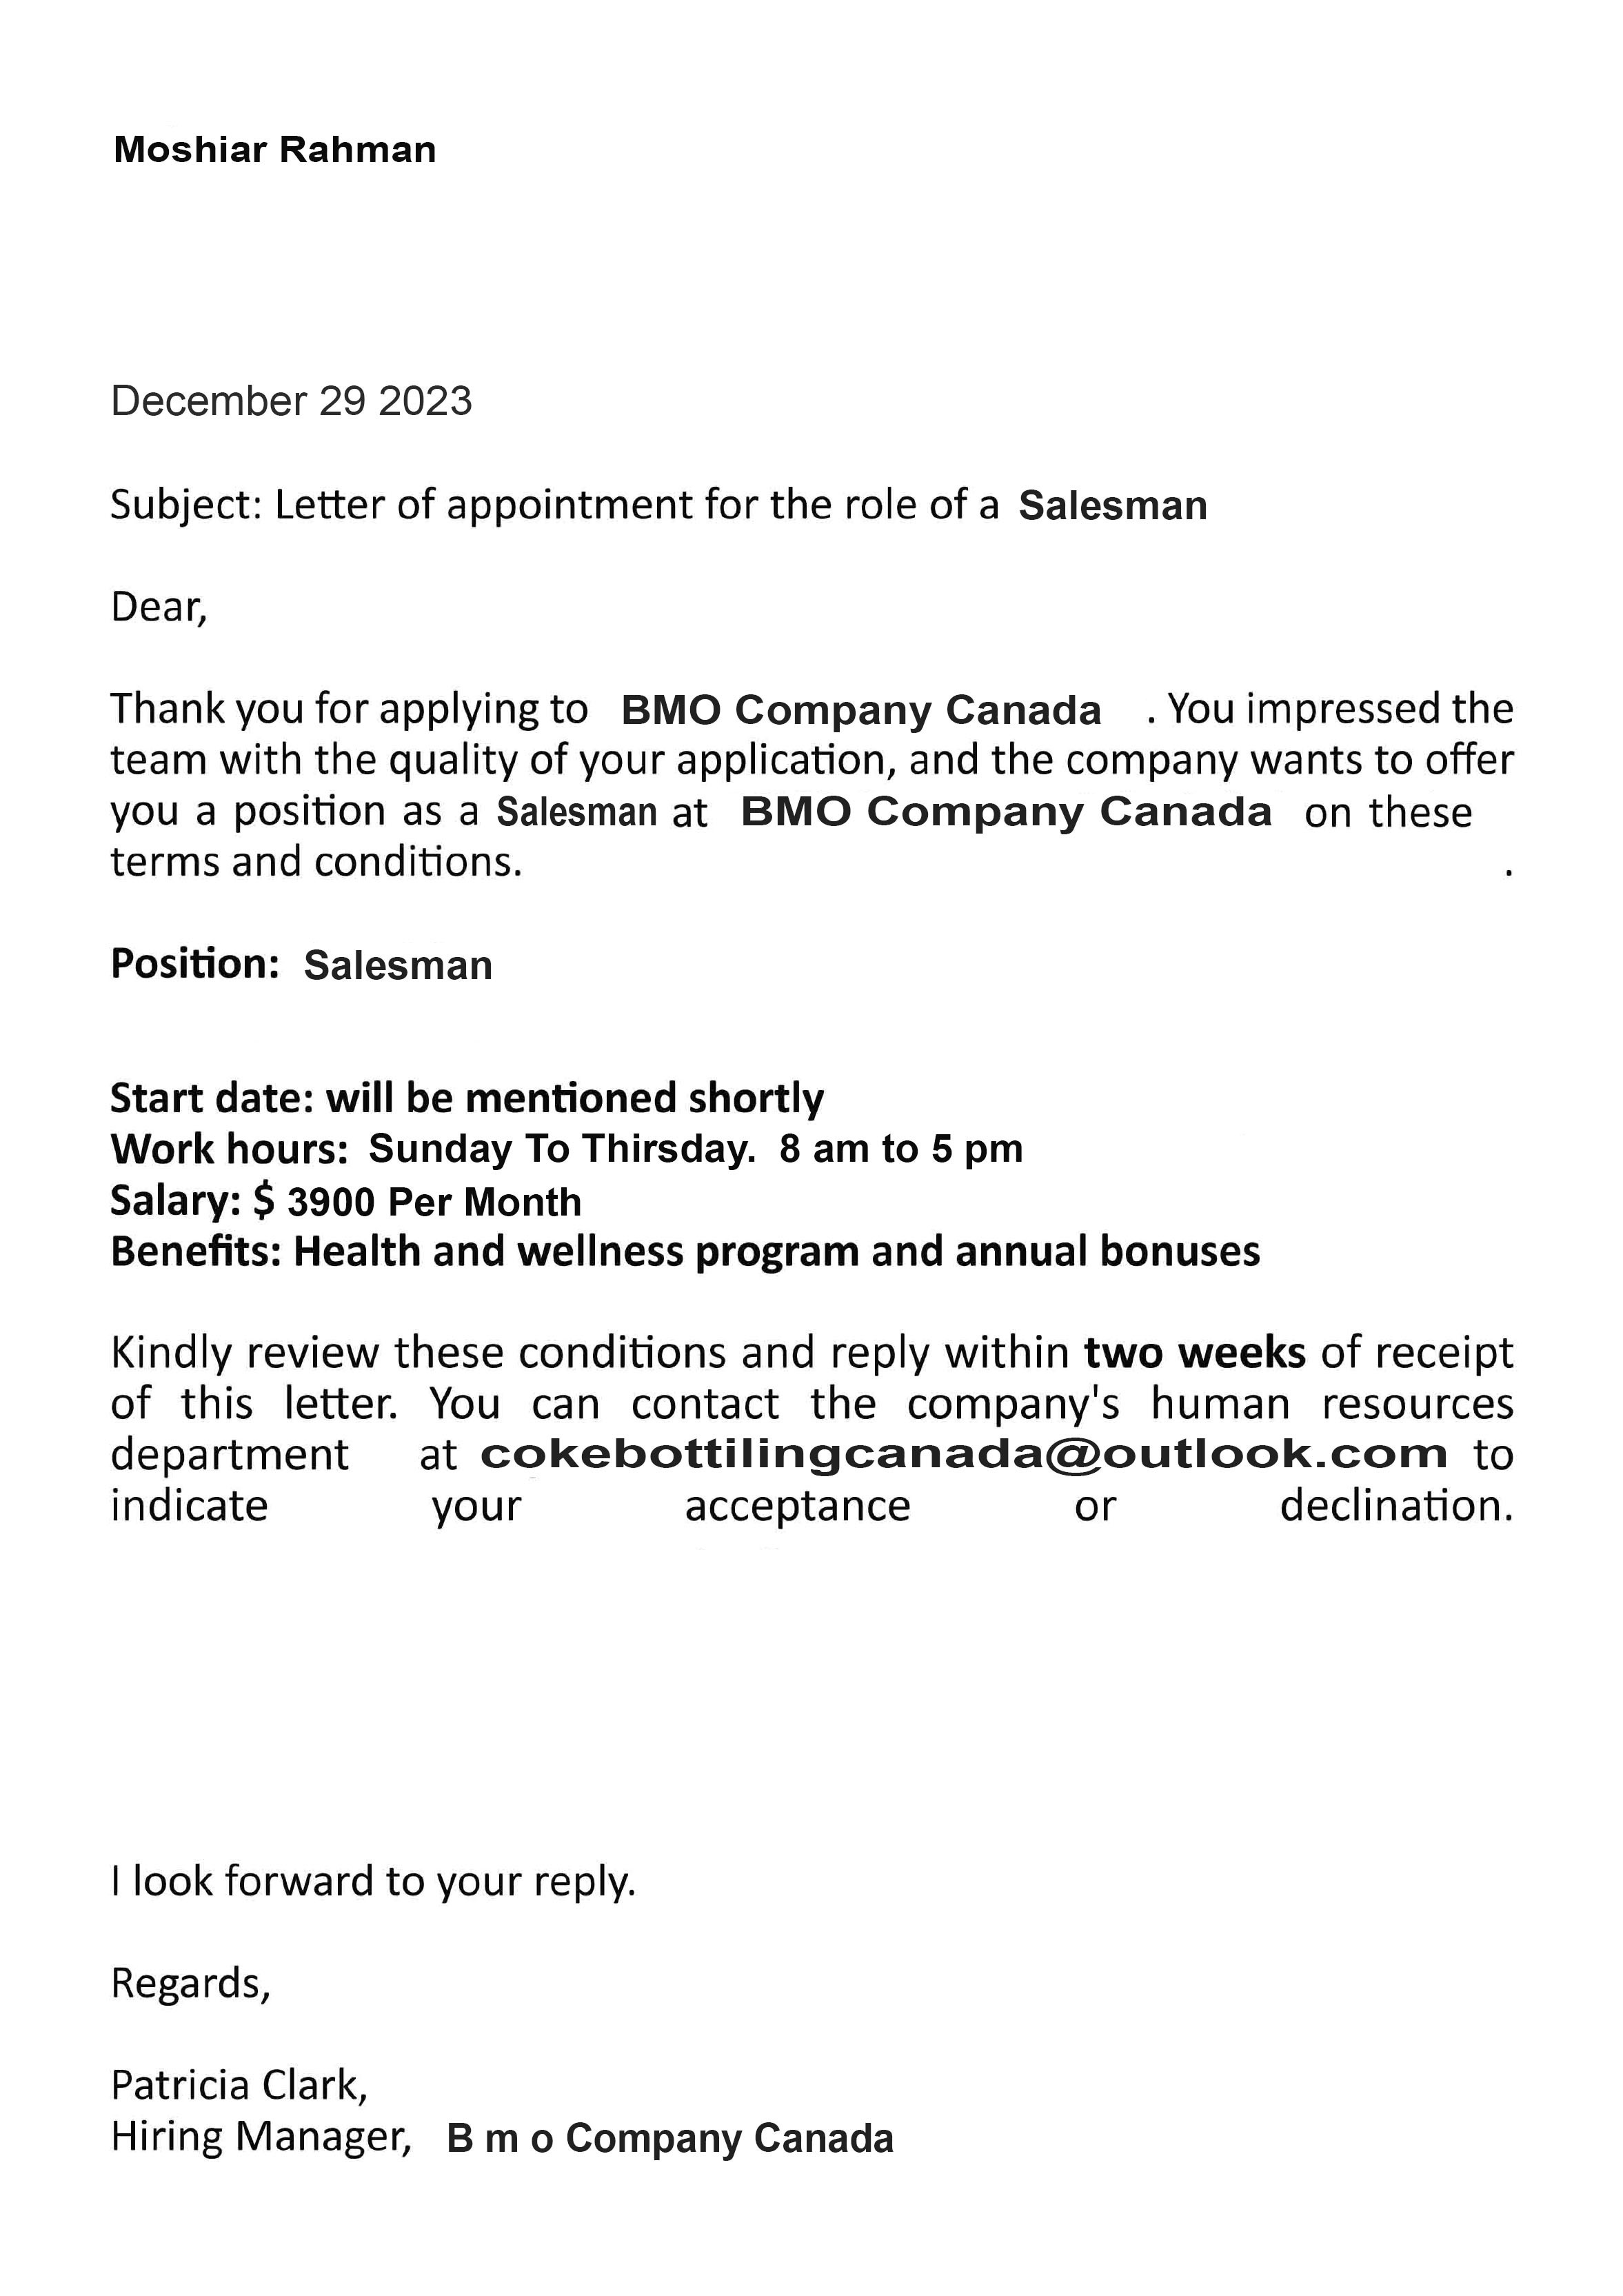 Moshiar Rahman
December 29 2023
Subject: Letter of appointment for the role of a Salesman
Dear,
Thank you for applying to BMO Company Canada . You impressed the
team with the quality of your application, and the company wants to offer
you a position as a Salesman at BMO Company Canada on these
terms and conditions. .
Position: Salesman
Start date: will be mentioned shortly
Work hours: Sunday To Thirsday. 8 am to 5 pm
Salary: $ 3900 Per Month
Benefits: Health and wellness program and annual bonuses
Kindly review these conditions and reply within two weeks of receipt
of this letter. You can contact the company's human resources
department at cokebottilingcanada@outlook.com to
indicate your acceptance or declination.
I look forward to your reply.
Regards,
Patricia Clark,
Hiring Manager, B m o Company Canada